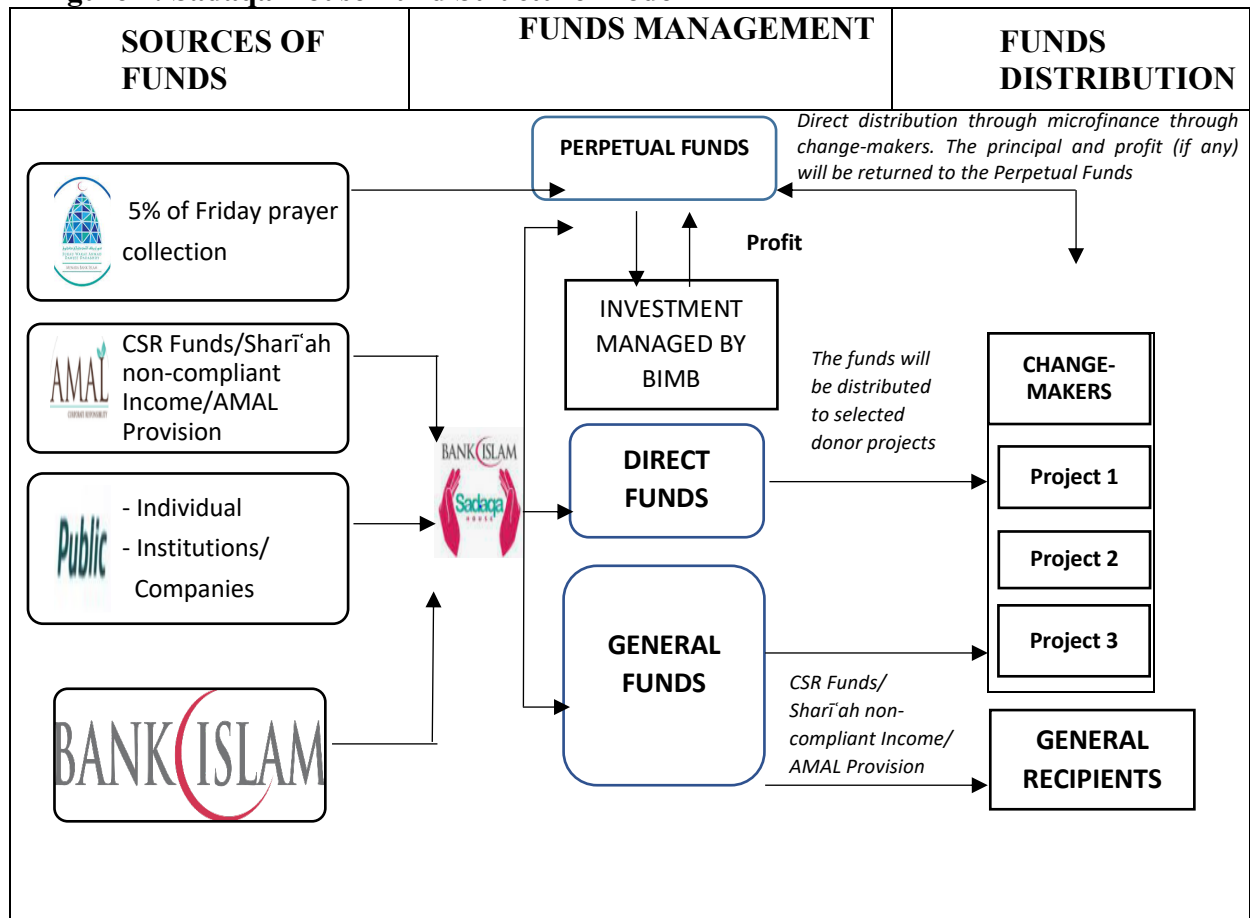 SOURCES OF
FUNDS
FUNDS MANAGEMENT
FUNDS
DISTRIBUTION
5% of Friday prayer
collection
AMAL
CORPORATE RESPONSIBILITY
CSR Funds/Sharīʿah
non-compliant
Income/AMAL
Provision
Public
- Individual
- Institutions/
Companies
BANK ISLAM
BANK ISLAM
Sadaqa
HOUSE
PERPETUAL FUNDS
Profit
INVESTMENT
MANAGED BY
BIMB
DIRECT
FUNDS
GENERAL
FUNDS
Direct distribution through microfinance through
change-makers. The principal and profit (if any)
will be returned to the Perpetual Funds
The funds will
be distributed
to selected
donor projects
CSR Funds/
Sharīʿah non-
compliant Income/
AMAL Provision
CHANGE-
MAKERS
Project 1
Project 2
Project 3
GENERAL
RECIPIENTS